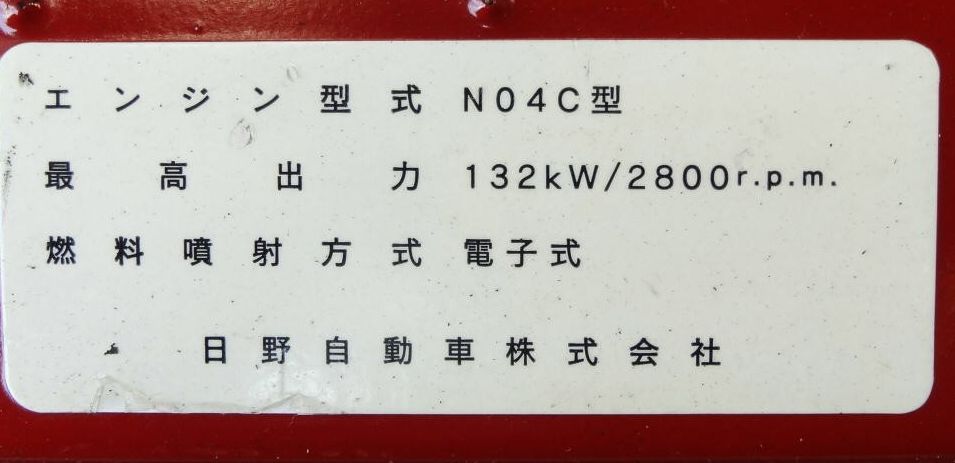 エンジン型式 N04C型
最高出力 132kW/2800r.p.m.
燃料噴射方式 電子式
日野自動車株式会社